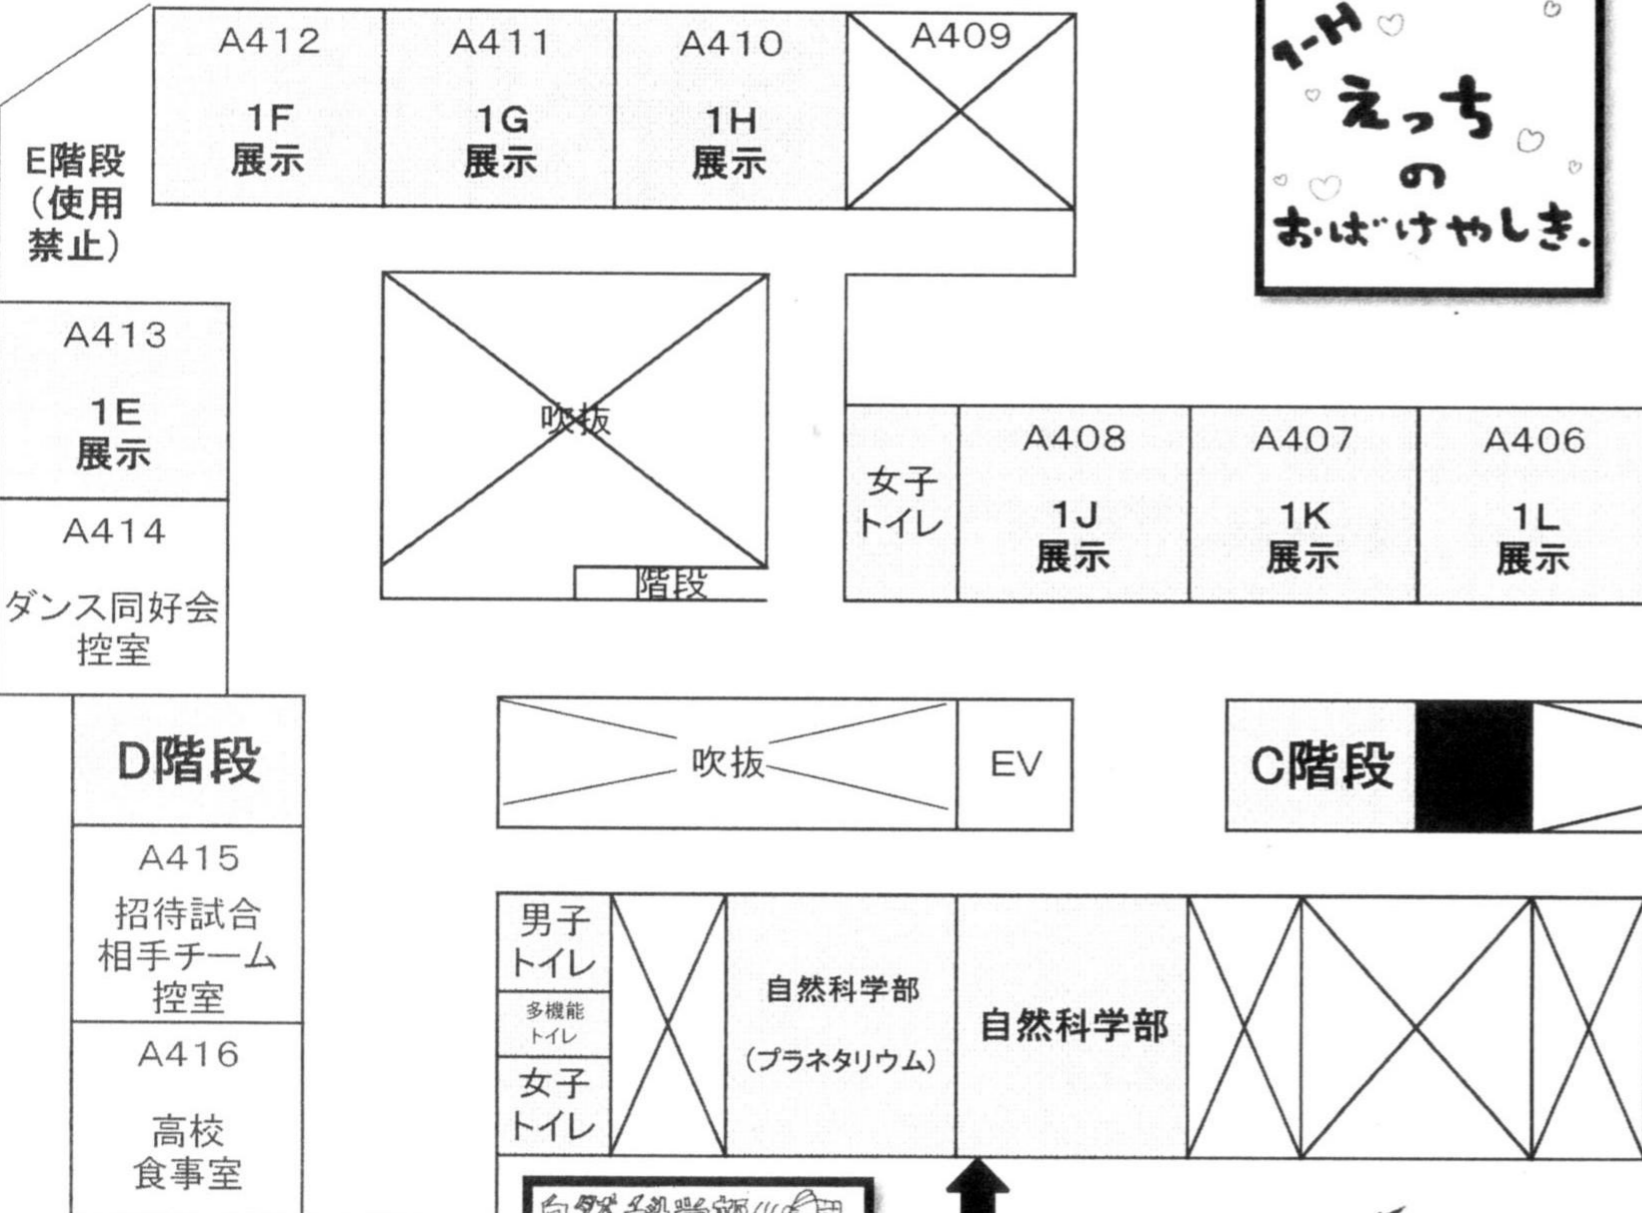 A412
1F
展示
A411
1G
展示
A410
1H
展示
A409
1-H
えっち
の
おばけやしき.
E階段
(使用
禁止)
A413
1E
展示
吹抜
階段
女子
トイレ
A408
1J
展示
A407
1K
展示
A406
1L
展示
A414
ダンス同好会
控室
D階段
吹抜
EV
C階段
A415
招待試合
相手チーム
控室
男子
トイレ
多機能
トイレ
女子
トイレ
自然科学部
(プラネタリウム)
自然科学部
A416
高校
食事室